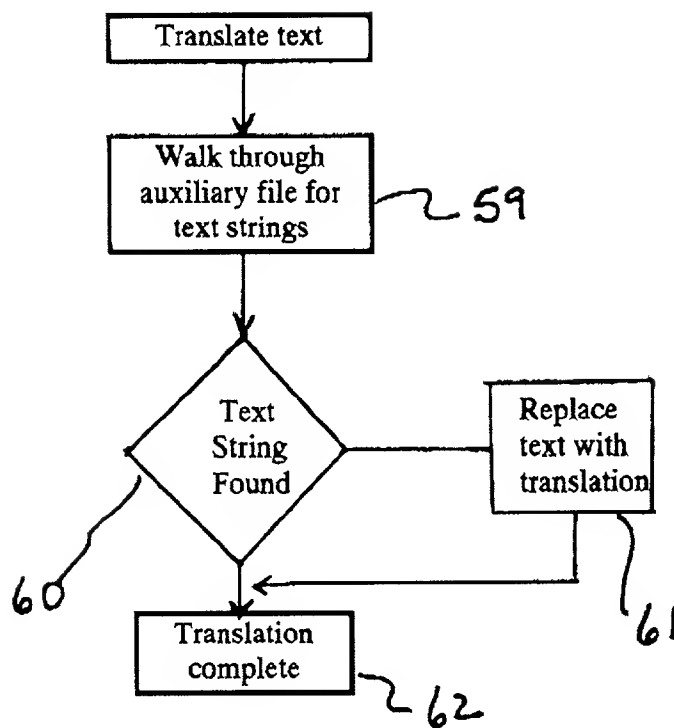 Translate text
Walk through
auxiliary file for
text strings
59
Text
String
Found
Replace
text with
translation
60
61
Translation
complete
62